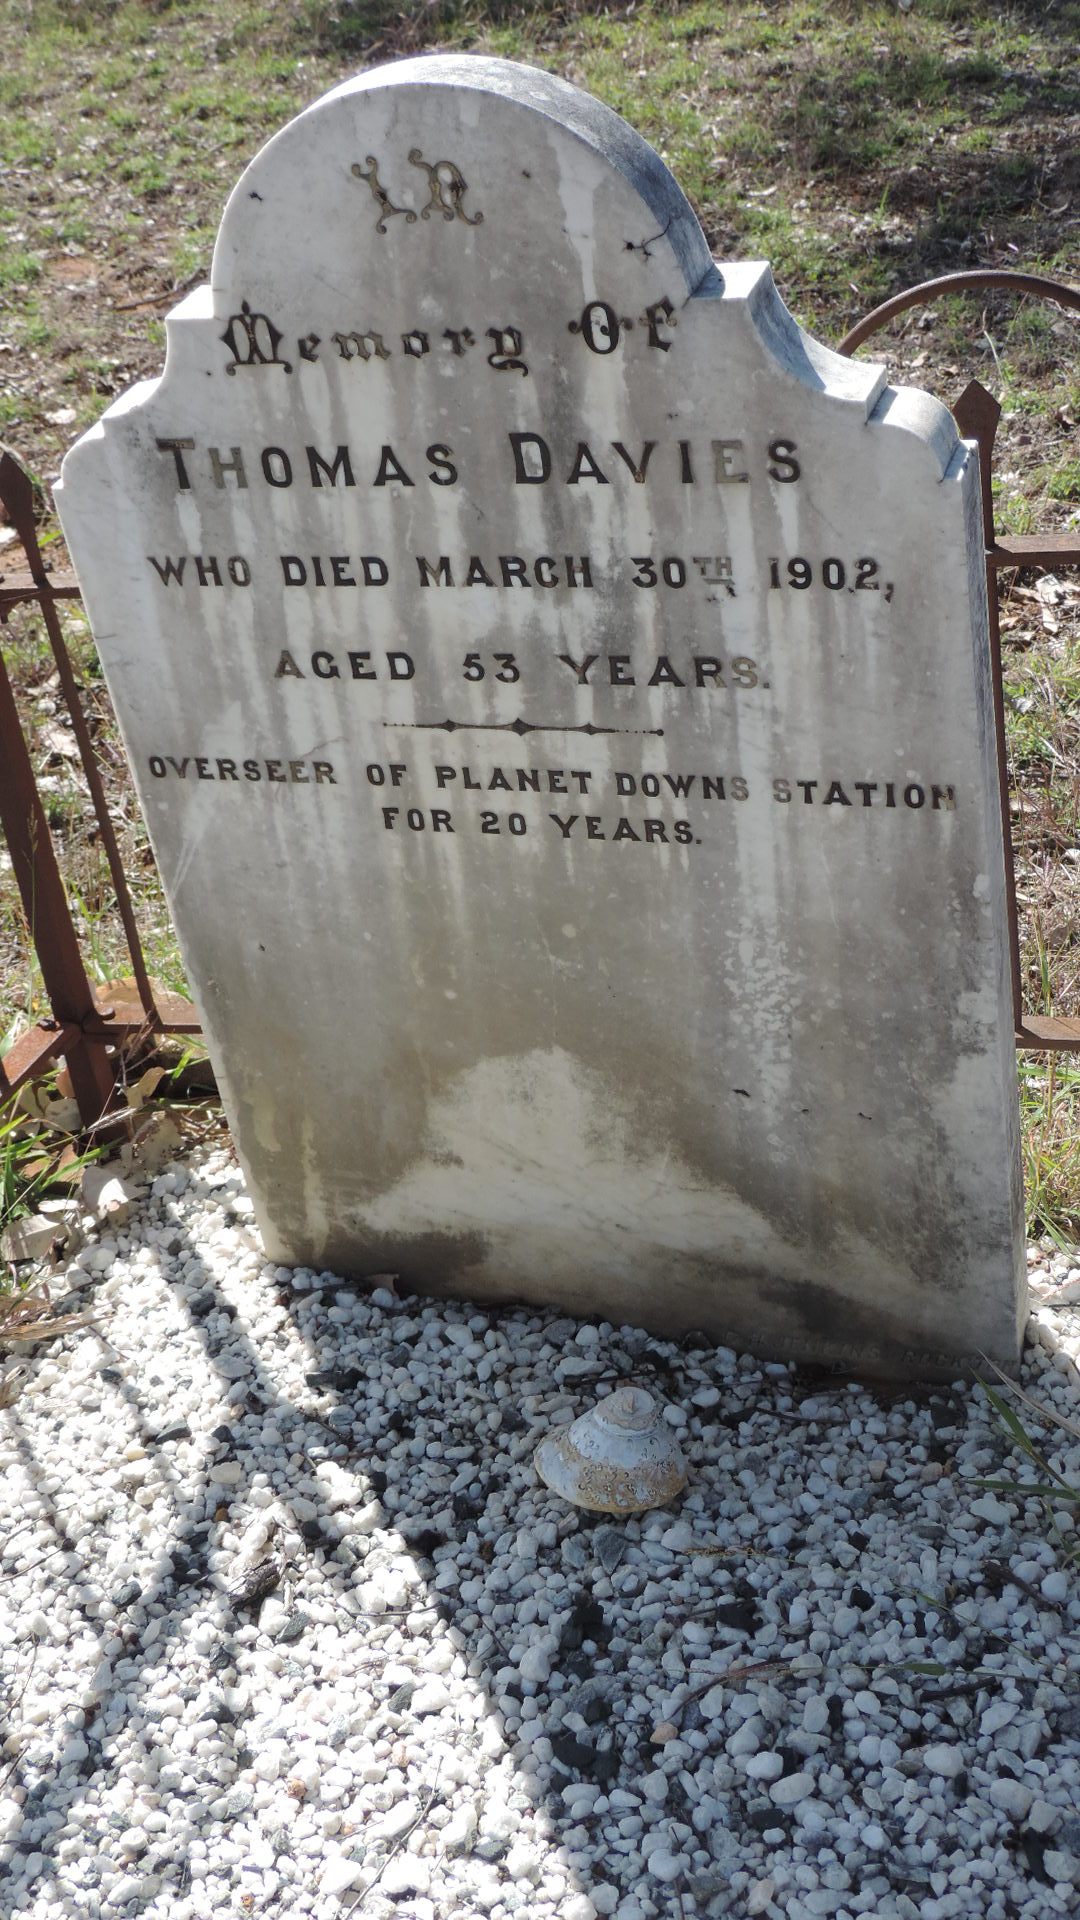 In
Memory Of
THOMAS DAVIES
WHO DIED MARCH 30TH 1902,
AGED 53 YEARS.
OVERSEER OF PLANET DOWNS STATION
FOR 20 YEARS.